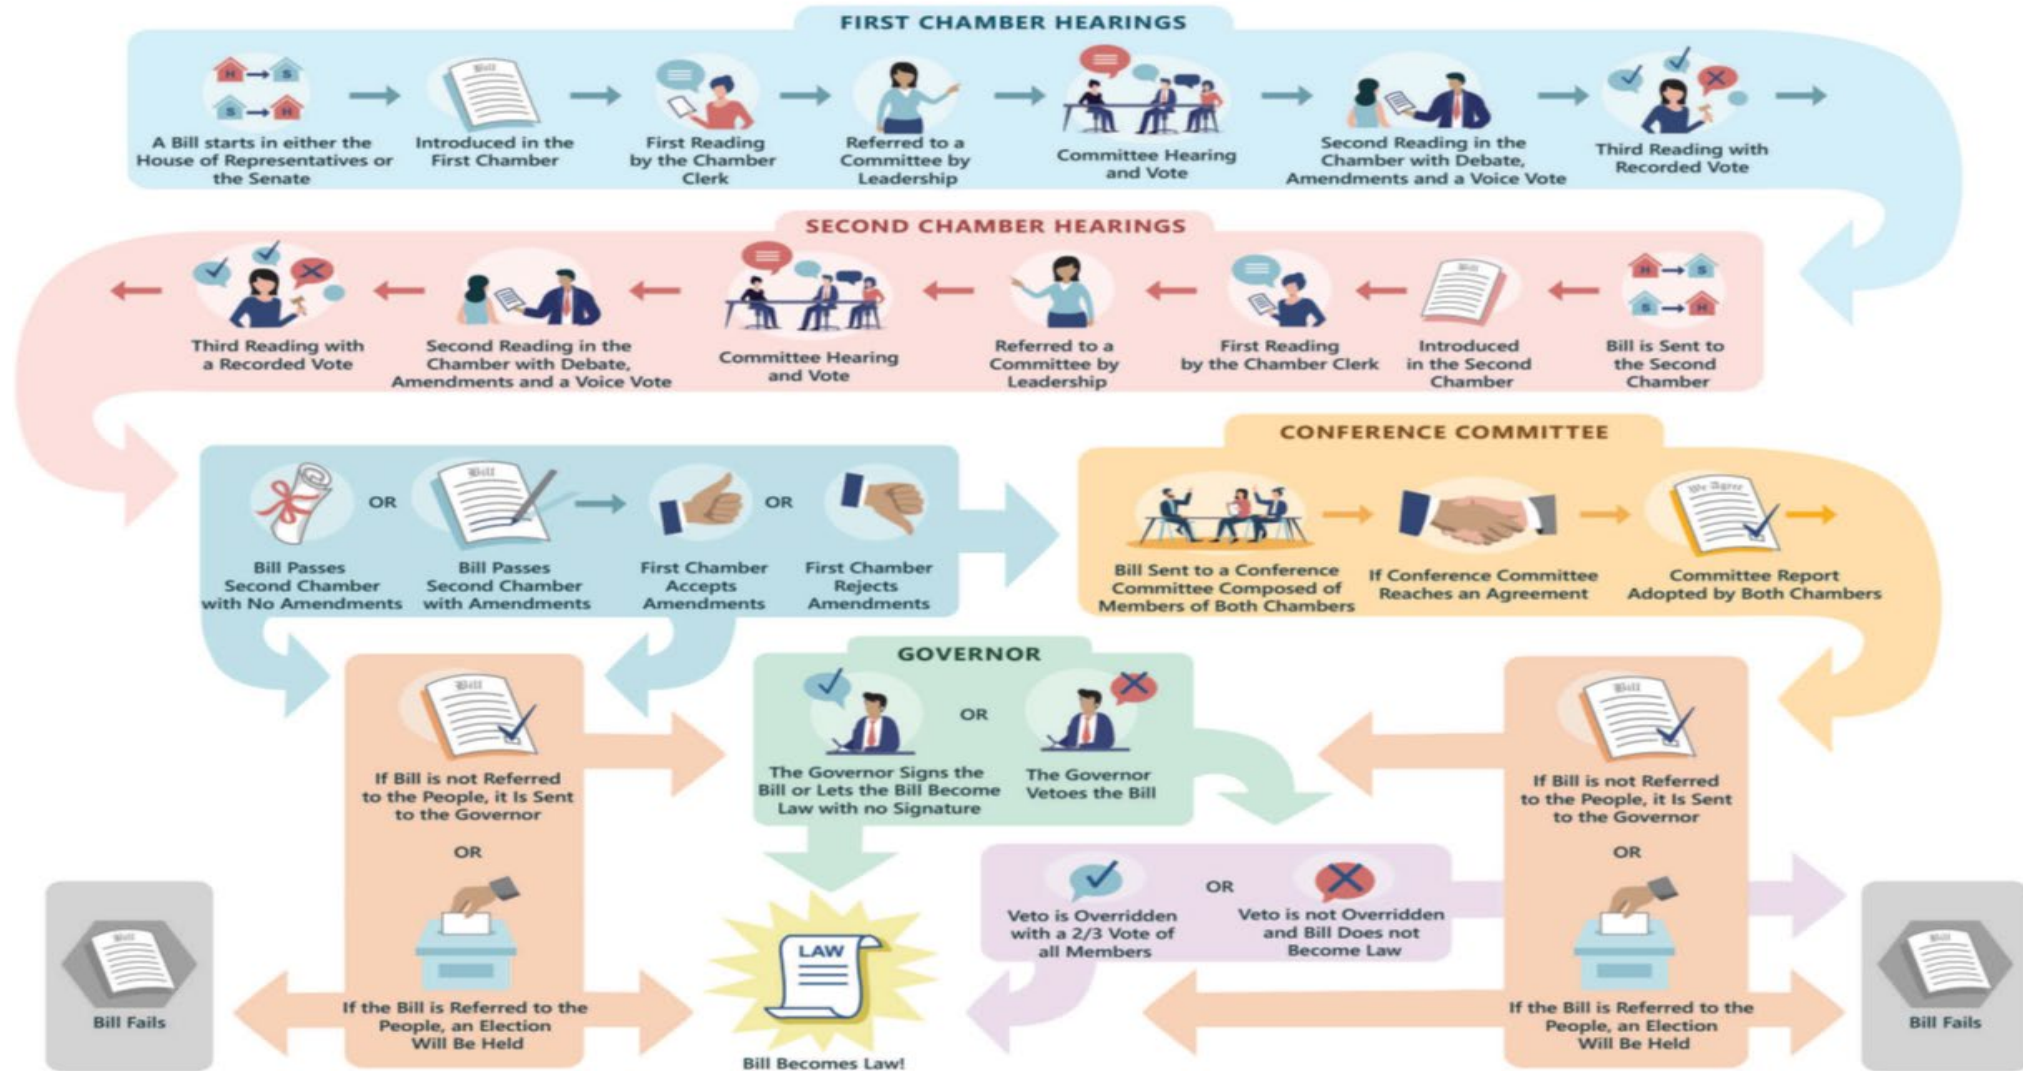 FIRST CHAMBER HEARINGS
Bill
H
S
S
H
A Bill starts in either the
House of Representatives or
the Senate
Introduced in the
First Chamber
First Reading
by the Chamber
Clerk
Referred to a
Committee by
Leadership
Committee Hearing
and Vote
Second Reading in the
Chamber with Debate,
Amendments and a Voice Vote
Third Reading with
Recorded Vote
SECOND CHAMBER HEARINGS
Bill
H
S
S
H
Third Reading with
a Recorded Vote
Second Reading in the
Chamber with Debate,
Amendments and a Voice Vote
Committee Hearing
and Vote
Referred to a
Committee by
Leadership
First Reading
by the Chamber Clerk
Introduced
in the Second
Chamber
Bill is Sent to
the Second
Chamber
OR
Bill
OR
Bill Passes
Second Chamber
with No Amendments
Bill Passes
Second Chamber
with Amendments
First Chamber
Accepts
Amendments
First Chamber
Rejects
Amendments
CONFERENCE COMMITTEE
We Agree
Bill Sent to a Conference
Committee Composed of
Members of Both Chambers
If Conference Committee
Reaches an Agreement
Committee Report
Adopted by Both Chambers
Bill
If Bill is not Referred
to the People, it Is Sent
to the Governor
OR
If the Bill is Referred to the
People, an Election
Will Be Held
GOVERNOR
OR
The Governor Signs the
Bill or Lets the Bill Become
Law with no Signature
The Governor
Vetoes the Bill
OR
Veto is Overridden
with a 2/3 Vote of
all Members
Veto is not Overridden
and Bill Does not
Become Law
Bill
If Bill is not Referred
to the People, it Is Sent
to the Governor
OR
If the Bill is Referred to the
People, an Election
Will Be Held
Bill
Bill Fails
LAW
Bill Becomes Law!
Bill
Bill Fails